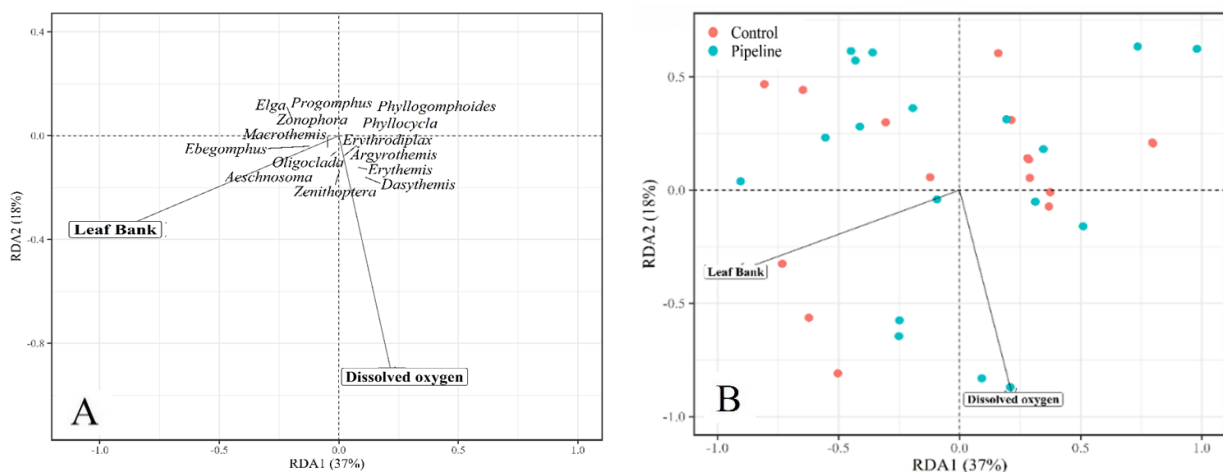 0.4
0.0
-0.4
-0.8
RDA2 (18%)
Elga
Progomphus
Phyllogomphoides
Zonophora
Phyllocycla
Macrothemis
Erythrodiplax
Ebegomphus
Oligoclada
Argyrothemis
Aeschnosoma
Erythemis
Zenithoptera
Dasythemis
Leaf Bank
Dissolved oxygen
A
-1.0
-0.5
0.0
0.5
1.0
RDA1 (37%)
Control
Pipeline
0.5
0.0
-0.5
-1.0
RDA2 (18%)
Leaf Bank
Dissolved oxygen
B
-1.0
-0.5
0.0
0.5
1.0
RDA1 (37%)